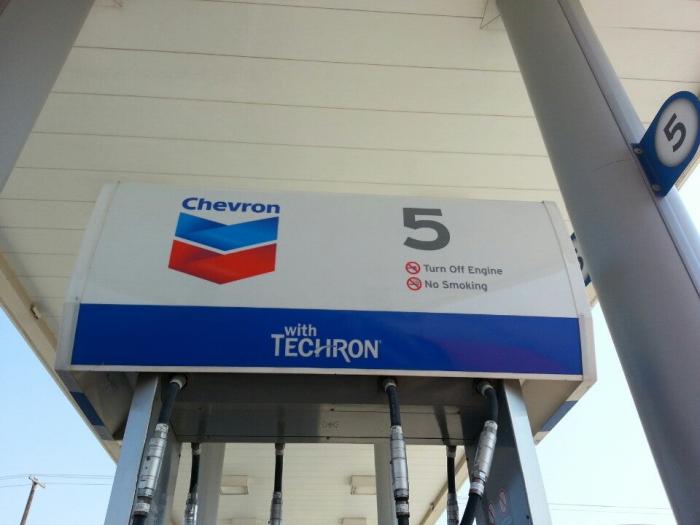 Chevron
5
Turn Off Engine
No Smoking
with
TECHRON
5